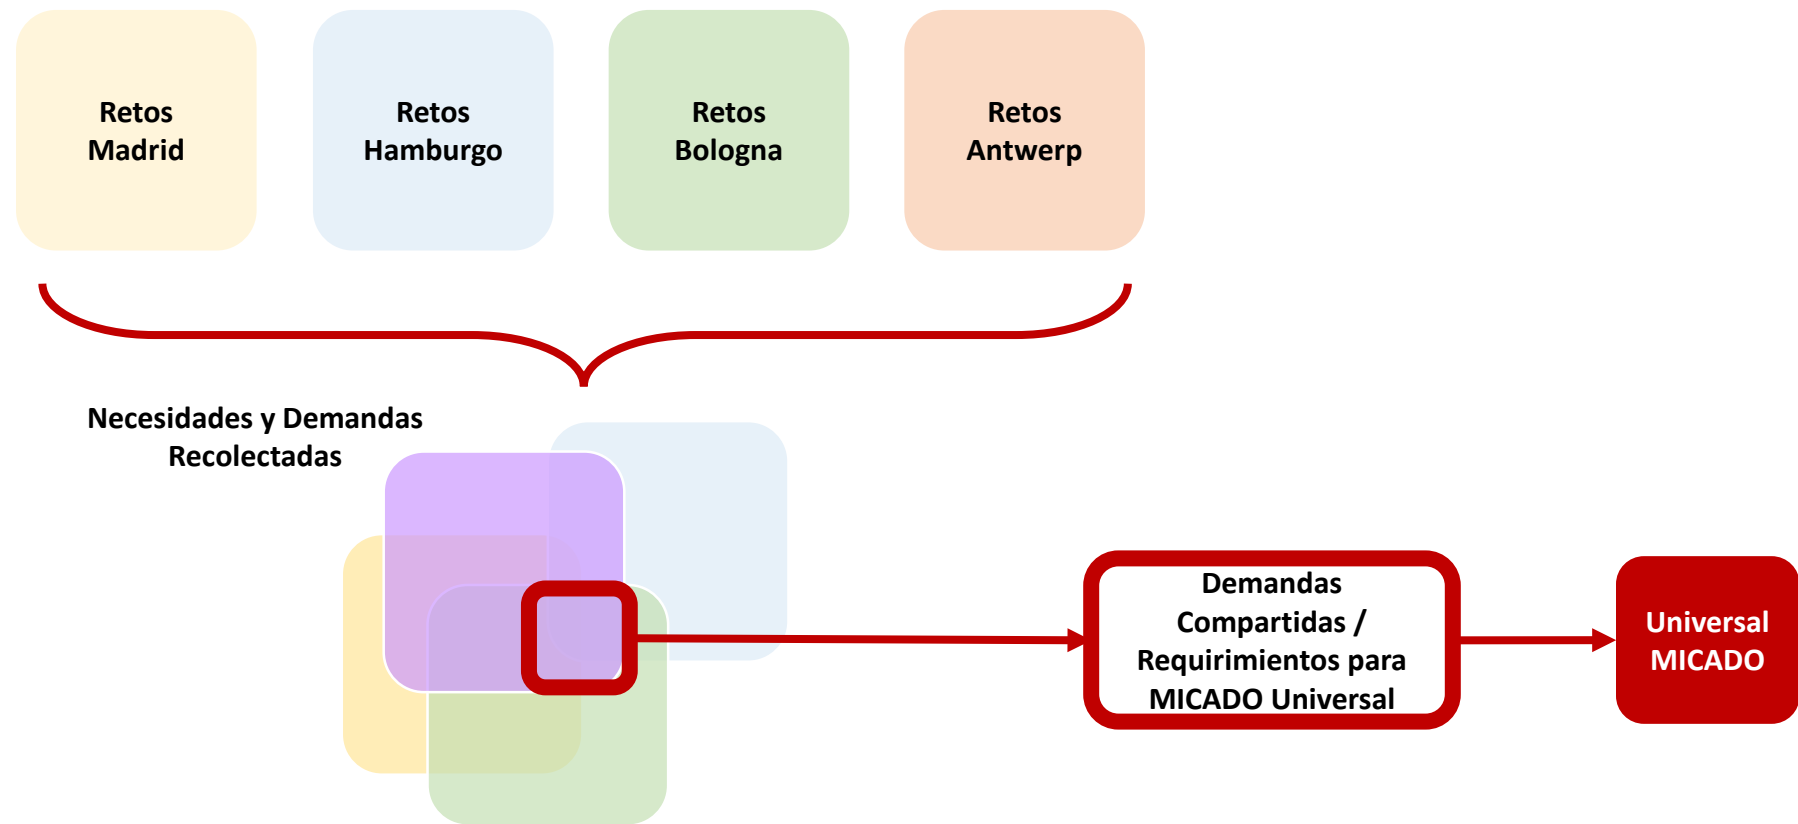 Retos
Madrid
Retos
Hamburgo
Retos
Bologna
Retos
Antwerp
Necesidades y Demandas
Recolectadas
Demandas
Compartidas /
Requirimientos para
MICADO Universal
Universal
MICADO